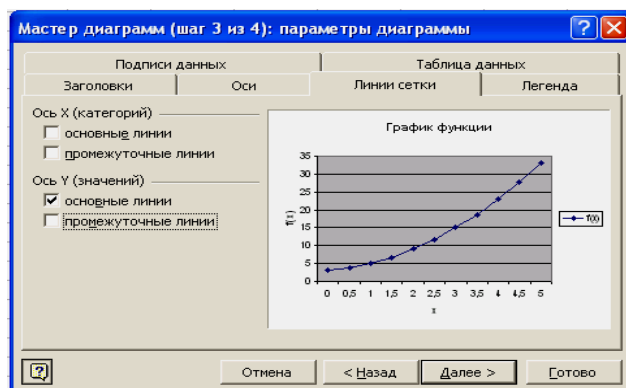 Мастер диаграмм (шаг 3 из 4): параметры диаграммы
Подписи данных
Таблица данных
Заголовки
Оси
Линии сетки
Легенда
Ось X (категорий)
основные линии
промежуточные линии
Ось Y (значений)
основные линии
промежуточные линии
График функции
f(x)
35
30
25
20
15
10
5
0
0 0,5 1 1,5 2 2,5 3 3,5 4 4,5 5
x
f(x)
Отмена
< Назад
Далее >
Готово